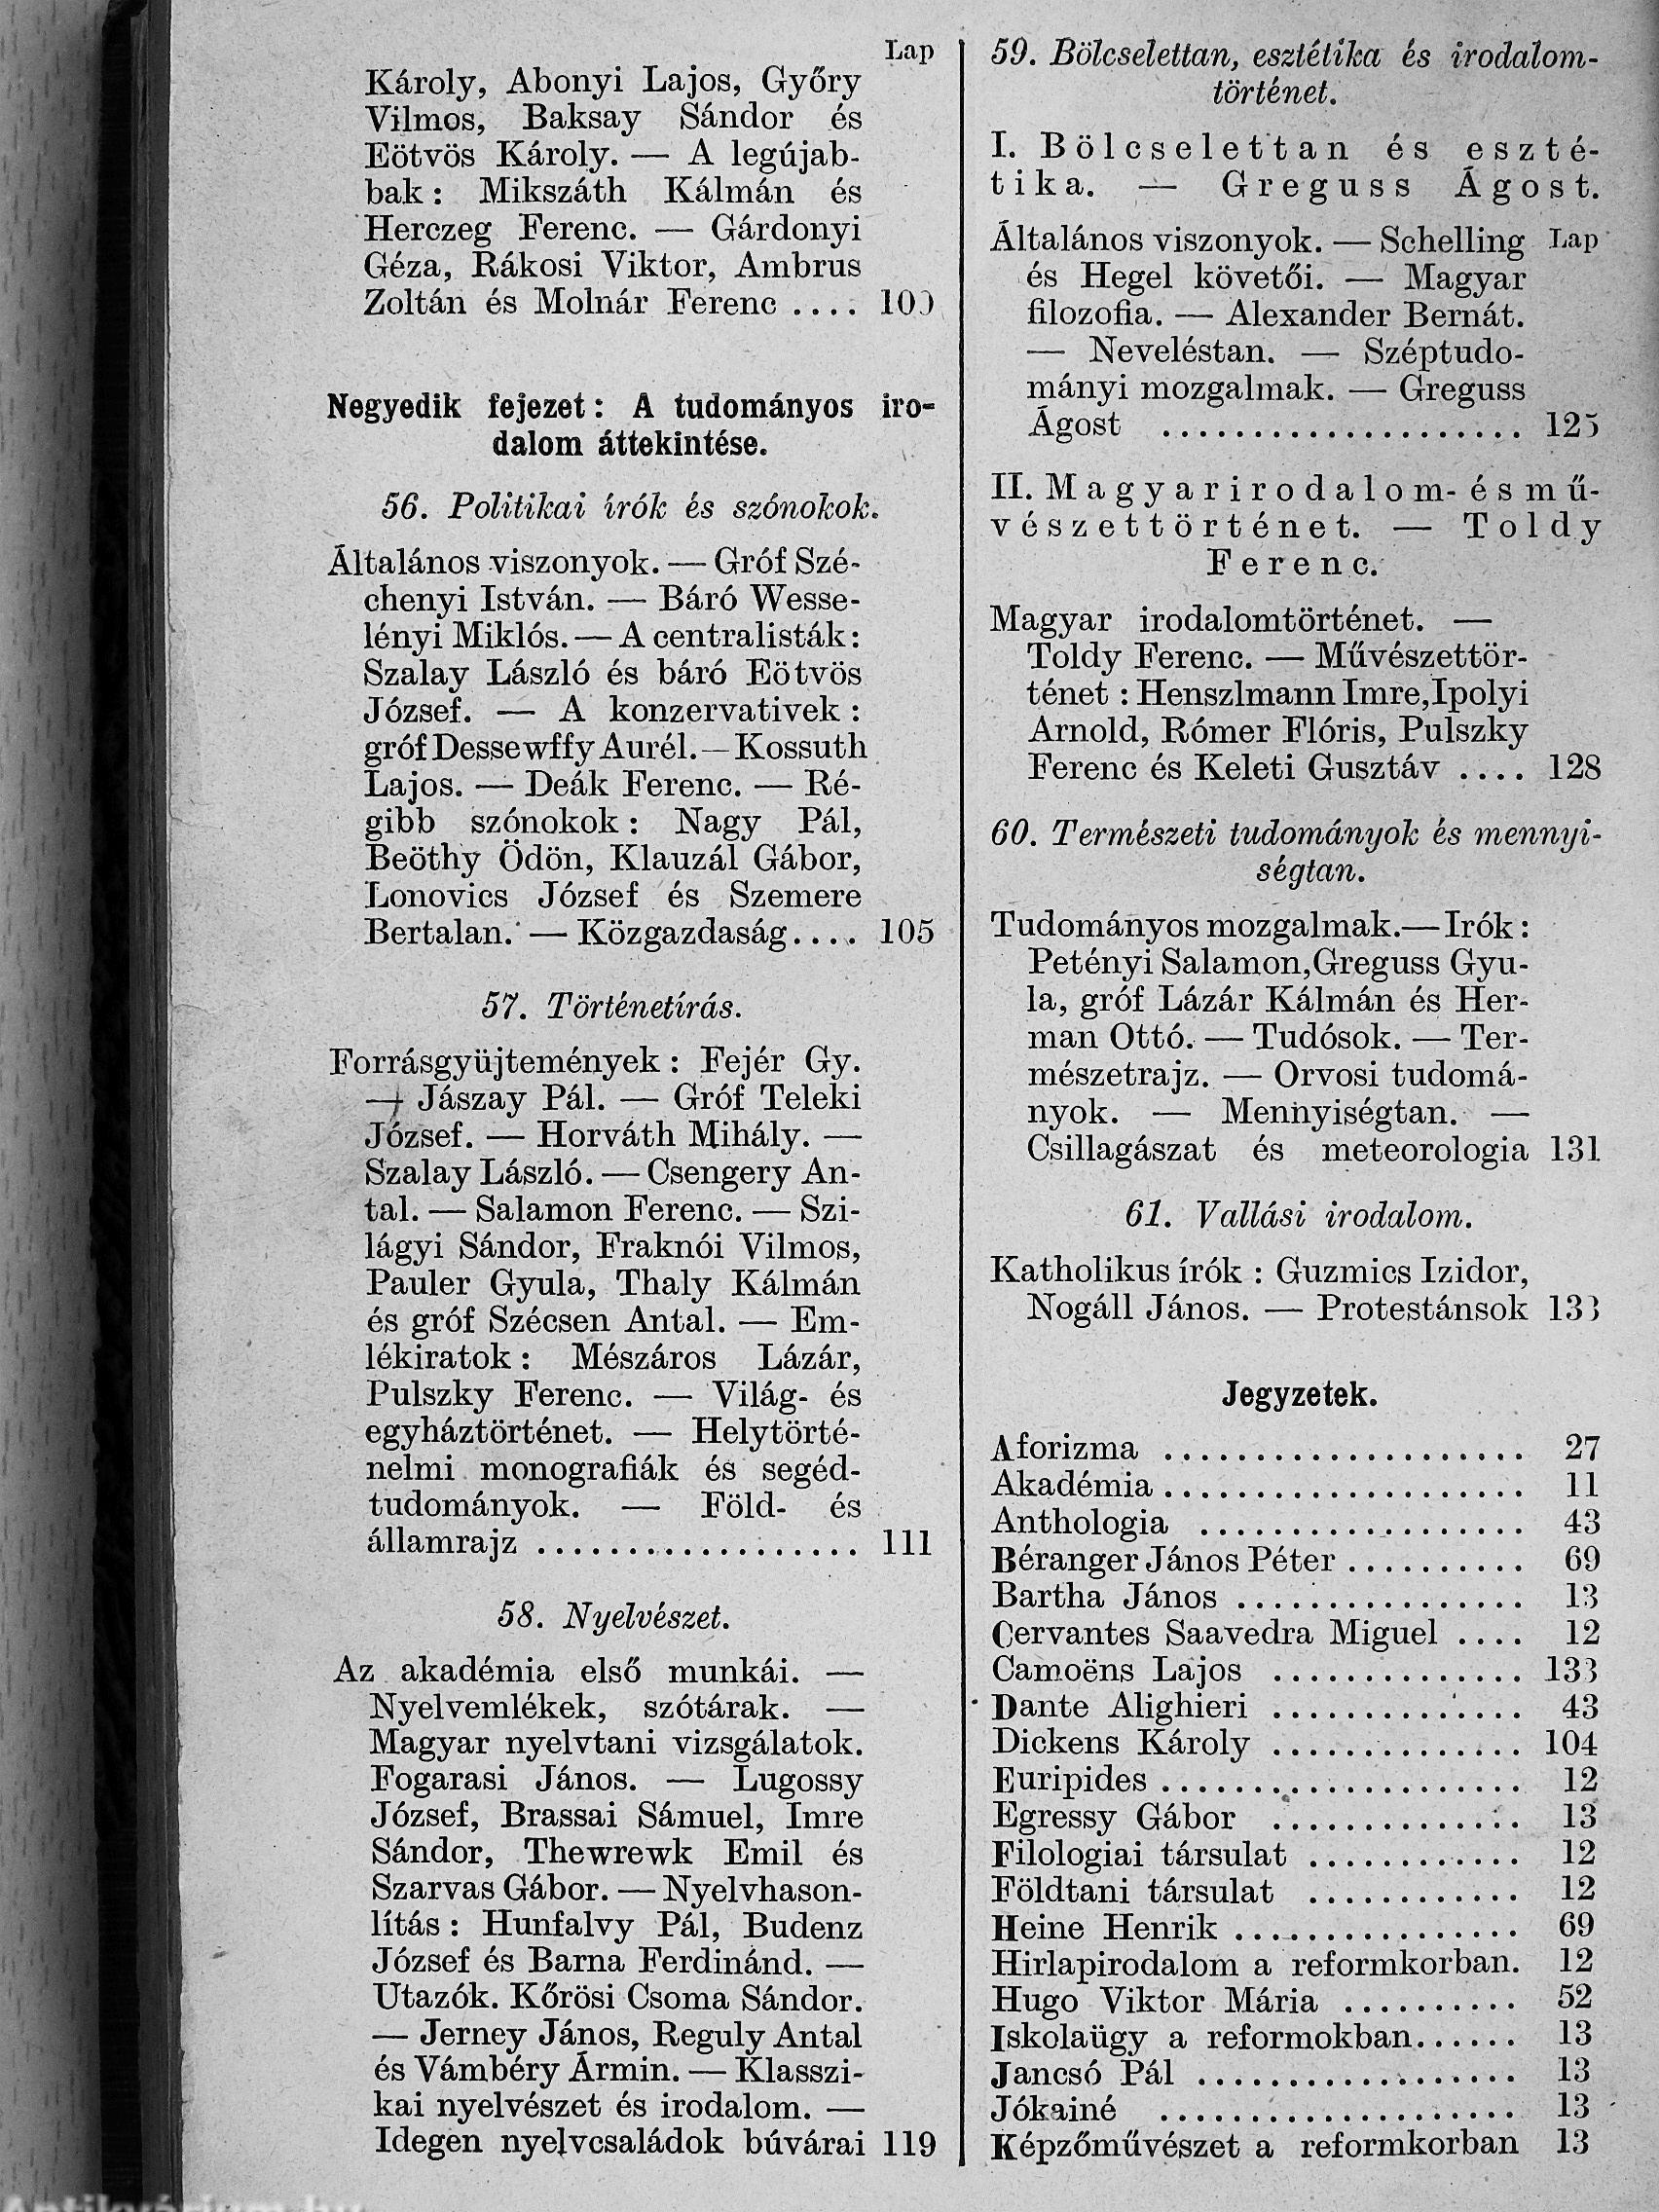 Lap
Károly, Abonyi Lajos, Győry
Vilmos, Baksay Sándor és
Eötvös Károly. — A legújab-
bak: Mikszáth Kálmán és
Herczeg Ferenc. — Gárdonyi
Géza, Rákosi Viktor, Ambrus
Zoltán és Molnár Ferenc .... 100
Negyedik fejezet: A tudományos iro-
dalom áttekintése.
56. Politikai írók és szónokok.
Általános viszonyok. — Gróf Szé-
chenyi István. — Báró Wesse-
lényi Miklós. — A centralisták:
Szalay László és báró Eötvös
József. — A konzervativek:
gróf Dessewffy Aurél. — Kossuth
Lajos. — Deák Ferenc. — Ré-
gibb szónokok: Nagy Pál,
Beöthy Ödön, Klauzál Gábor,
Lonovics József és Szemere
Bertalan. — Közgazdaság.... 105
57. Történetírás.
Forrásgyüjtemények: Fejér Gy.
— Jászay Pál. — Gróf Teleki
József. — Horváth Mihály. —
Szalay László. — Csengery An-
tal. — Salamon Ferenc. — Szi-
lágyi Sándor, Fraknói Vilmos,
Pauler Gyula, Thaly Kálmán
és gróf Szécsen Antal. — Em-
lékiratok: Mészáros Lázár,
Pulszky Ferenc. — Világ- és
egyháztörténet. — Helytörté-
nelmi monografiák és segéd-
tudományok. — Föld- és
államrajz .................. 111
58. Nyelvészet.
Az akadémia első munkái. —
Nyelvemlékek, szótárak. —
Magyar nyelvtani vizsgálatok.
Fogarasi János. — Lugossy
József, Brassai Sámuel, Imre
Sándor, Thewrewk Emil és
Szarvas Gábor. — Nyelvhason-
lítás: Hunfalvy Pál, Budenz
József és Barna Ferdinánd. —
Utazók. Kőrösi Csoma Sándor.
— Jerney János, Reguly Antal
és Vámbéry Ármin. — Klasszi-
kai nyelvészet és irodalom. —
Idegen nyelvcsaládok búvárai 119
59. Bölcselettan, esztétika és irodalom-
történet.
I. Bölcselettan és eszté-
tika. — Greguss Ágost.
Általános viszonyok. — Schelling Lap
és Hegel követői. — Magyar
filozofia. — Alexander Bernát.
— Neveléstan. — Széptudo-
mányi mozgalmak. — Greguss
Ágost .................... 125
II. Magyar irodalom- és mű-
vészettörténet. — Toldy
Ferenc.
Magyar irodalomtörténet. —
Toldy Ferenc. — Művészettör-
ténet: Henszlmann Imre, Ipolyi
Arnold, Rómer Flóris, Pulszky
Ferenc és Keleti Gusztáv .... 128
60. Természeti tudományok és mennyi-
ségtan.
Tudományos mozgalmak. — Irók:
Petényi Salamon, Greguss Gyu-
la, gróf Lázár Kálmán és Her-
man Ottó. — Tudósok. — Ter-
mészetrajz. — Orvosi tudomá-
nyok. — Mennyiségtan. —
Csillagászat és meteorologia 131
61. Vallási irodalom.
Katholikus írók: Guzmics Izidor,
Nogáll János. — Protestánsok 133
Jegyzetek.
Aforizma .................... 27
Akadémia .................... 11
Anthologia .................. 43
Béranger János Péter .......... 69
Bartha János ................ 13
Cervantes Saavedra Miguel .... 12
Camoëns Lajos .............. 133
Dante Alighieri .............. 43
Dickens Károly .............. 104
Euripides .................... 12
Egressy Gábor .............. 13
Filologiai társulat ............ 12
Földtani társulat ............ 12
Heine Henrik ................ 69
Hirlapirodalom a reformkorban. 12
Hugo Viktor Mária .......... 52
Iskolaügy a reformokban...... 13
Jancsó Pál .................. 13
Jókainé .................... 13
Képzőművészet a reformkorban 13
Antikvárium.hu